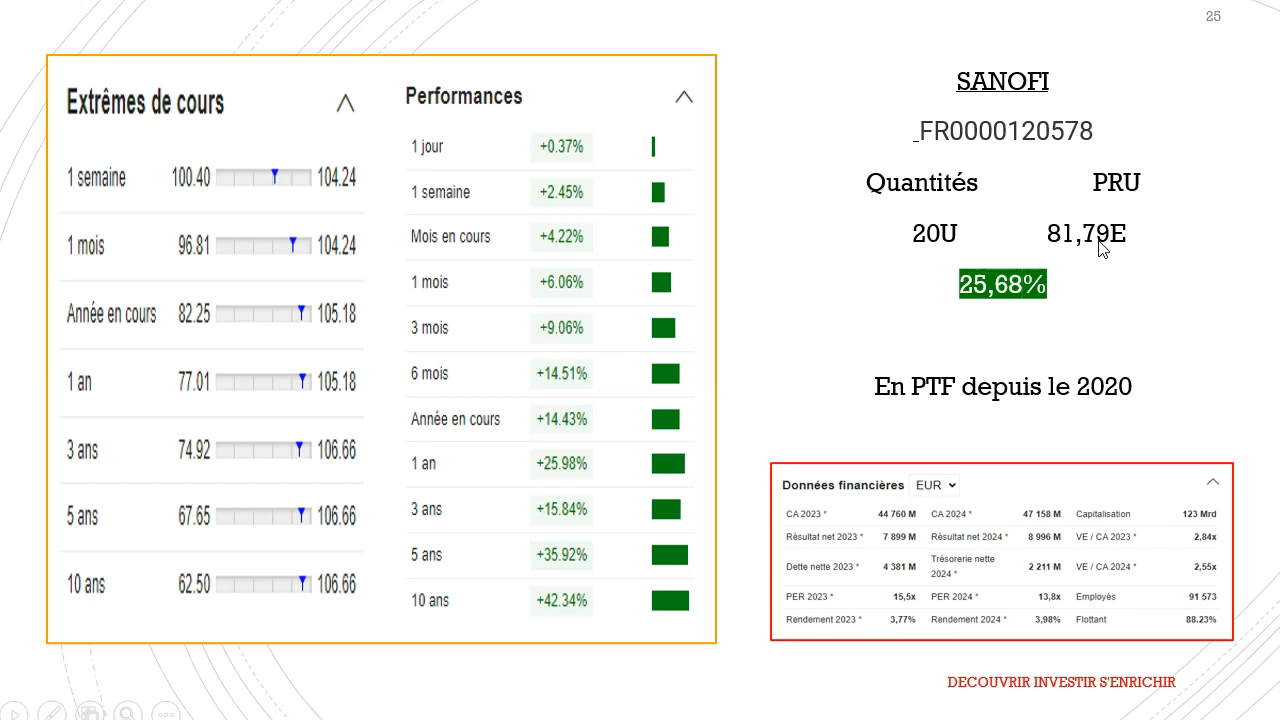 25
Extrêmes de cours
1 semaine 100.40 104.24
1 mois 96.81 104.24
Année en cours 82.25 105.18
1 an 77.01 105.18
3 ans 74.92 106.66
5 ans 67.65 106.66
10 ans 62.50 106.66
Performances
1 jour +0.37%
1 semaine +2.45%
Mois en cours +4.22%
1 mois +6.06%
3 mois +9.06%
6 mois +14.51%
Année en cours +14.43%
1 an +25.98%
3 ans +15.84%
5 ans +35.92%
10 ans +42.34%
SANOFI
_FR0000120578
Quantités PRU
20U 81,79E
25,68%
En PTF depuis le 2020
Données financières EUR
CA 2023 * 44 760 M CA 2024 * 47 158 M Capitalisation 123 Mrd
Résultat net 2023 * 7 899 M Résultat net 2024 * 8 996 M VE / CA 2023 * 2,84x
Dette nette 2023 * 4 381 M Trésorerie nette 2024 * 2 211 M VE / CA 2024 * 2,55x
PER 2023 * 15,5x PER 2024 * 13,8x Employés 91 573
Rendement 2023 * 3,77% Rendement 2024 * 3,98% Flottant 88.23%
DECOUVRIR INVESTIR S'ENRICHIR